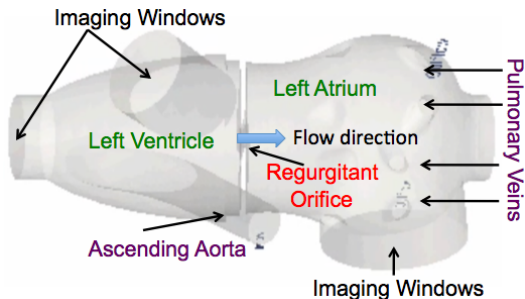 Imaging Windows
Left Atrium
Left Ventricle
Flow direction
Regurgitant
Orifice
Pulmonary
Veins
Ascending Aorta
Imaging Windows